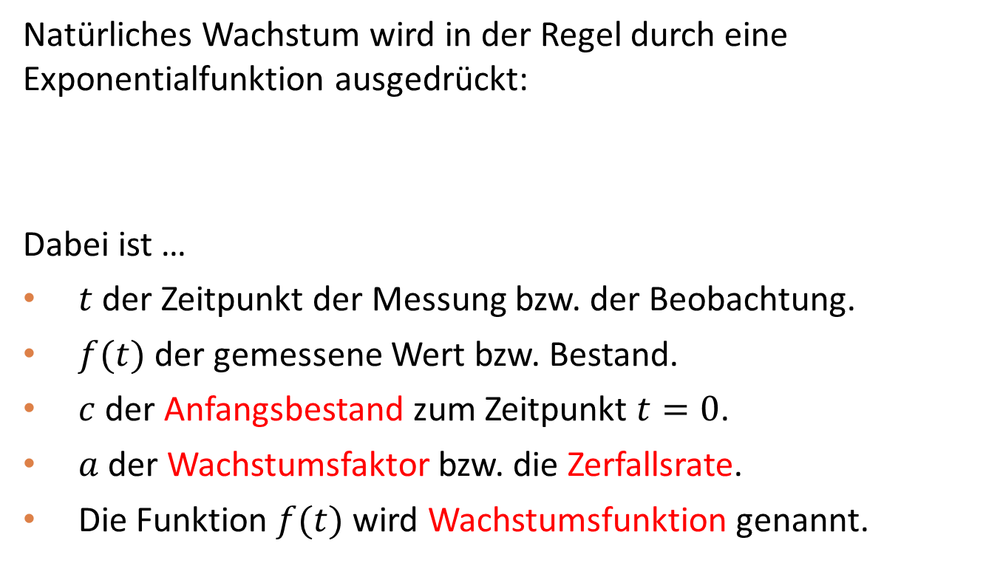 Natürliches Wachstum wird in der Regel durch eine
Exponentialfunktion ausgedrückt:
Dabei ist …
• t der Zeitpunkt der Messung bzw. der Beobachtung.
• f(t) der gemessene Wert bzw. Bestand.
• c der Anfangsbestand zum Zeitpunkt t = 0.
• a der Wachstumsfaktor bzw. die Zerfallsrate.
• Die Funktion f(t) wird Wachstumsfunktion genannt.